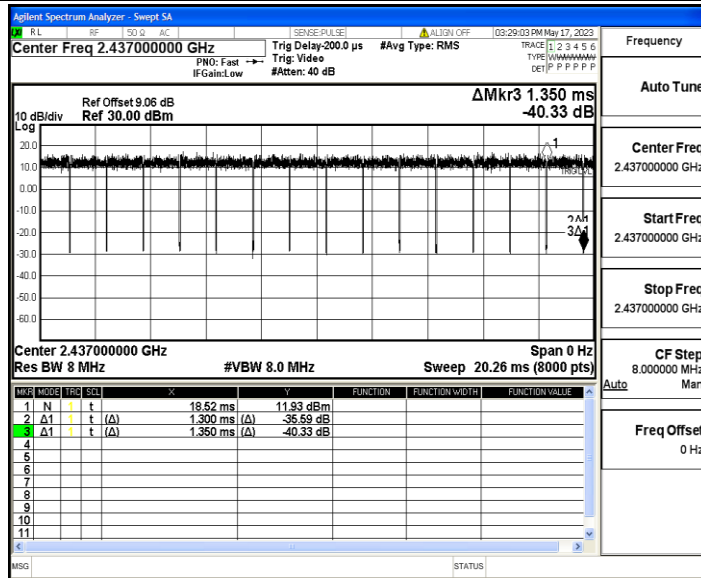 Agilent Spectrum Analyzer - Swept SA
RL RF 50 Ω AC SENSE:PULSE ALIGN OFF 03:29:03 PM May 17, 2023
Center Freq 2.437000000 GHz
PNO: Fast
IFGain:Low
Trig Delay-200.0 µs
Trig: Video
#Atten: 40 dB
#Avg Type: RMS
TRACE 1 2 3 4 5 6
TYPE
DET P P P P P P
Ref Offset 9.06 dB
10 dB/div Ref 30.00 dBm
Log
ΔMkr3 1.350 ms
-40.33 dB
20.0
10.0
0.00
-10.0
-20.0
-30.0
-40.0
-50.0
-60.0
1
TRIG LVL
2Δ1
3Δ1
Center 2.437000000 GHz Span 0 Hz
Res BW 8 MHz #VBW 8.0 MHz Sweep 20.26 ms (8000 pts)
MKR MODE TRC SCL X Y FUNCTION FUNCTION WIDTH FUNCTION VALUE
1 N 1 t 18.52 ms 11.93 dBm
2 Δ1 1 t (Δ) 1.300 ms (Δ) -35.59 dB
3 Δ1 1 t (Δ) 1.350 ms (Δ) -40.33 dB
4
5
6
7
8
9
10
11
MSG STATUS
Frequency
Auto Tune
Center Freq
2.437000000 GHz
Start Freq
2.437000000 GHz
Stop Freq
2.437000000 GHz
CF Step
8.000000 MHz
Auto Man
Freq Offset
0 Hz